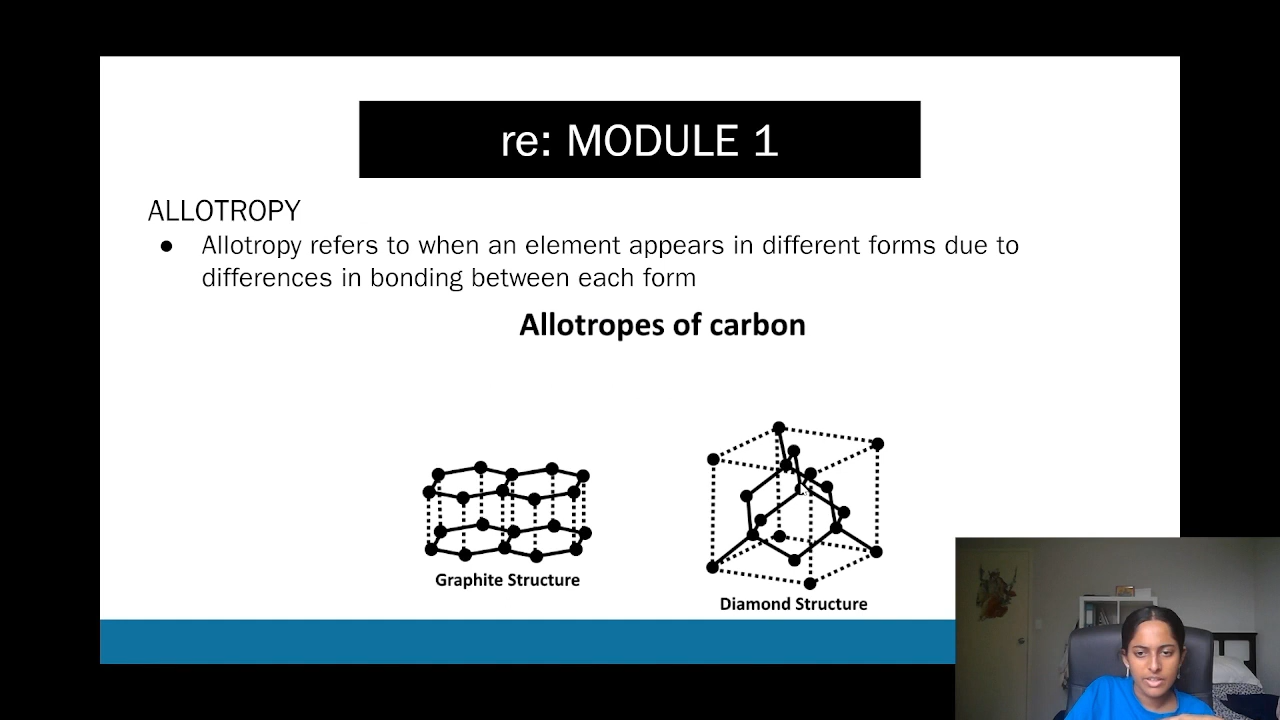 re: MODULE 1
ALLOTROPY
● Allotropy refers to when an element appears in different forms due to
differences in bonding between each form
Allotropes of carbon
Graphite Structure
Diamond Structure